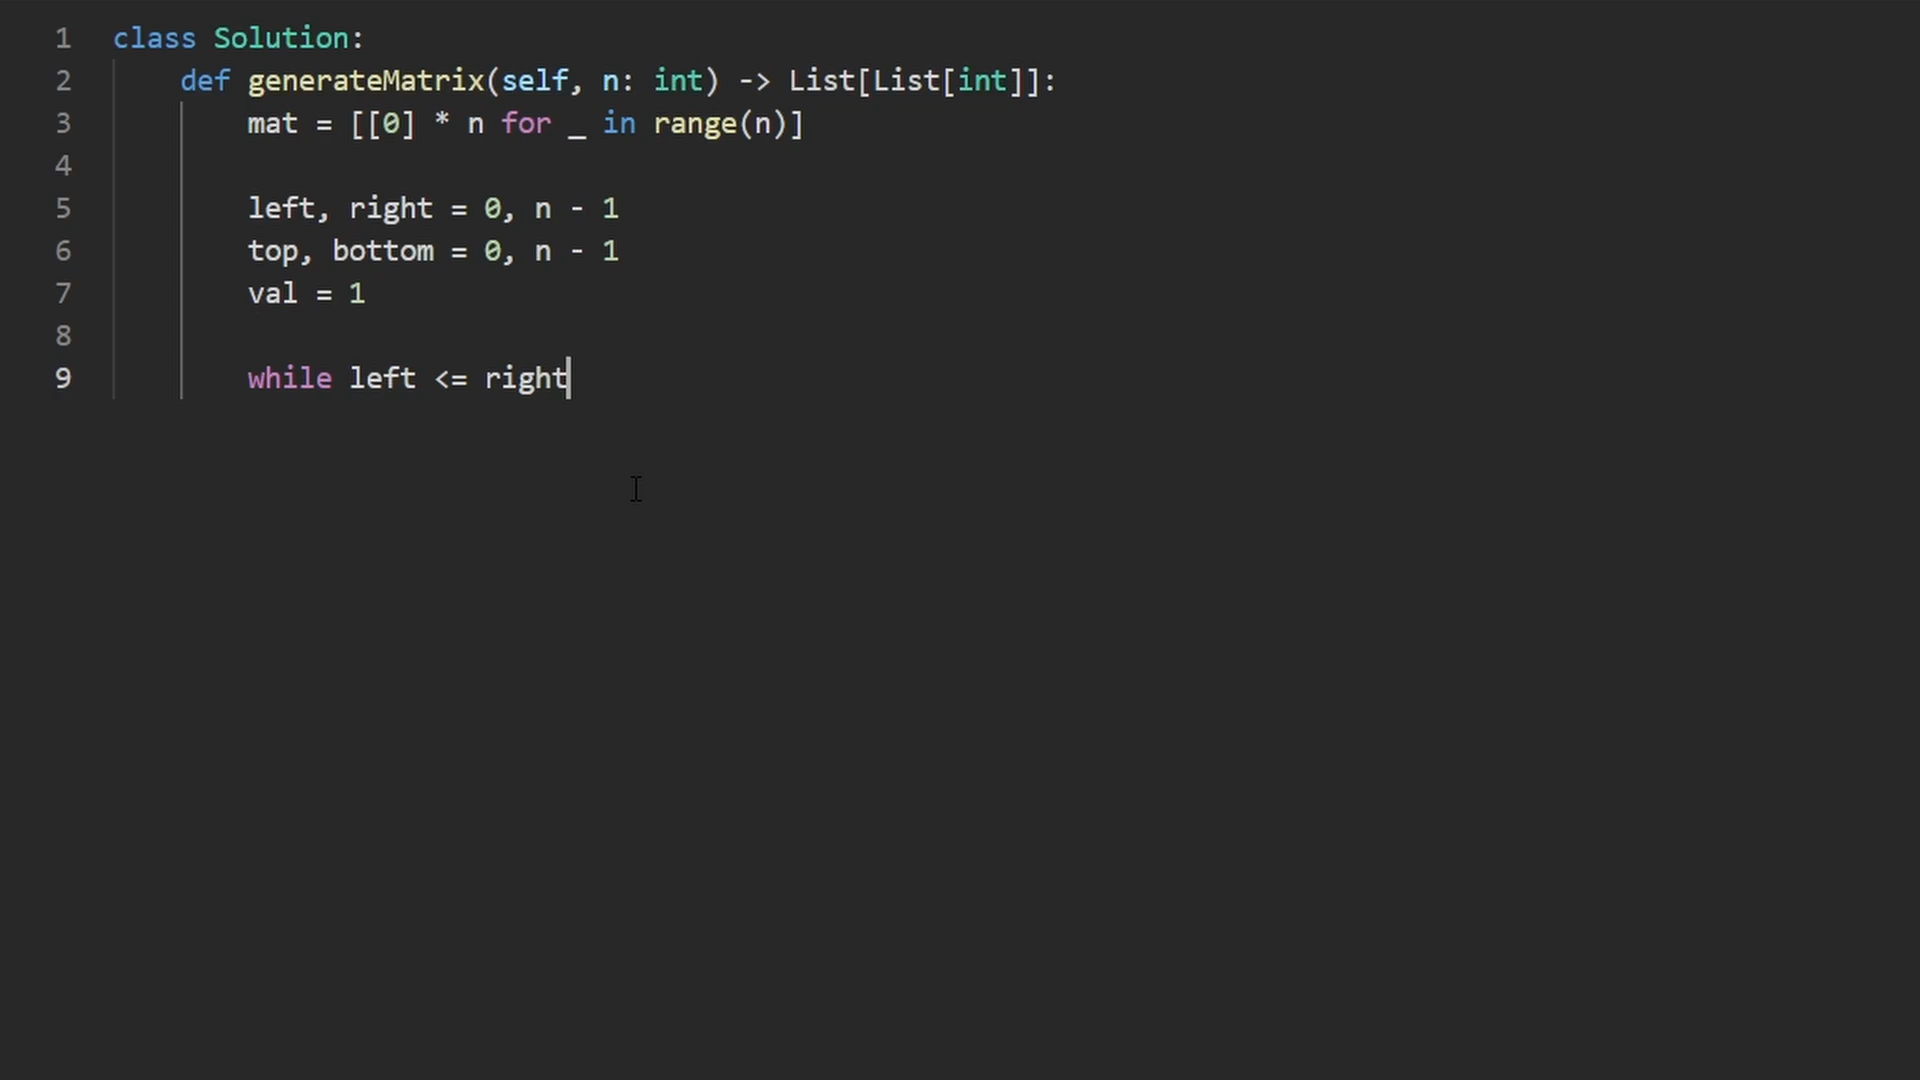 1 class Solution:
2 def generateMatrix(self, n: int) -> List[List[int]]:
3 mat = [[0] * n for _ in range(n)]
4
5 left, right = 0, n - 1
6 top, bottom = 0, n - 1
7 val = 1
8
9 while left <= right